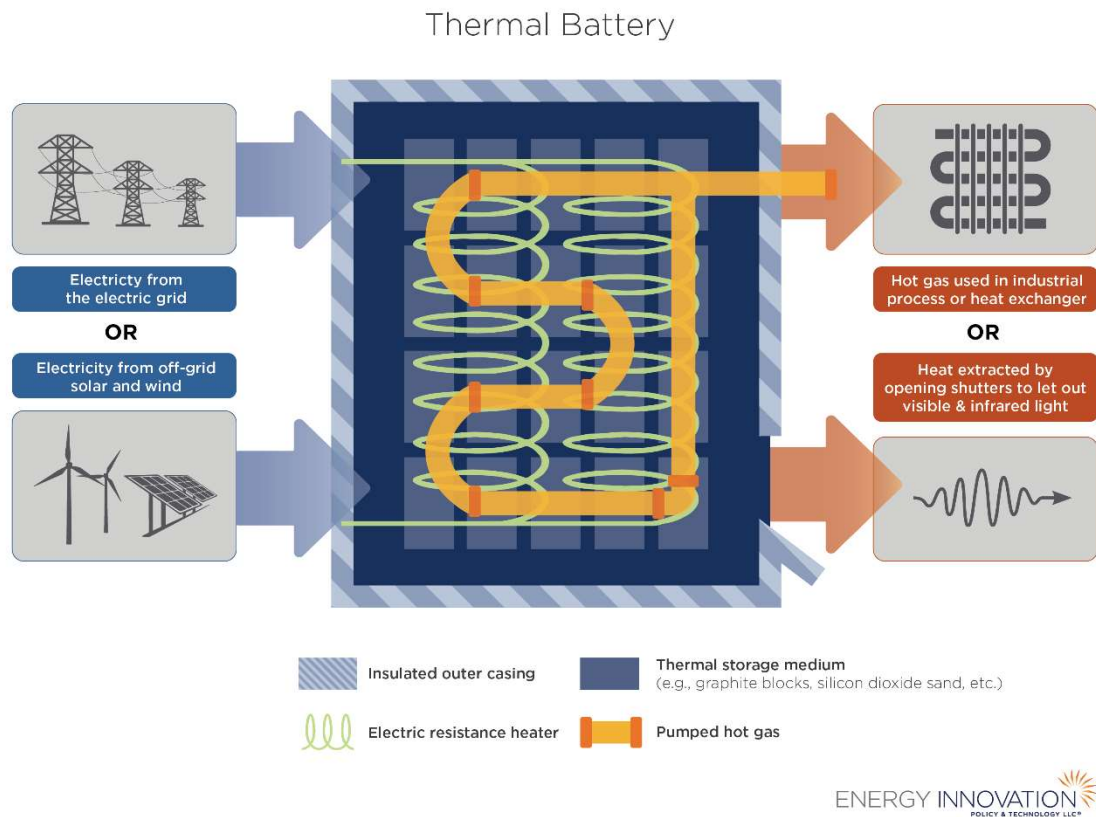 Thermal Battery
Electricty from
the electric grid
OR
Electricity from off-grid
solar and wind
Hot gas used in industrial
process or heat exchanger
OR
Heat extracted by
opening shutters to let out
visible & infrared light
Insulated outer casing
Thermal storage medium
(e.g., graphite blocks, silicon dioxide sand, etc.)
Electric resistance heater
Pumped hot gas
ENERGY INNOVATION
POLICY & TECHNOLOGY LLC®